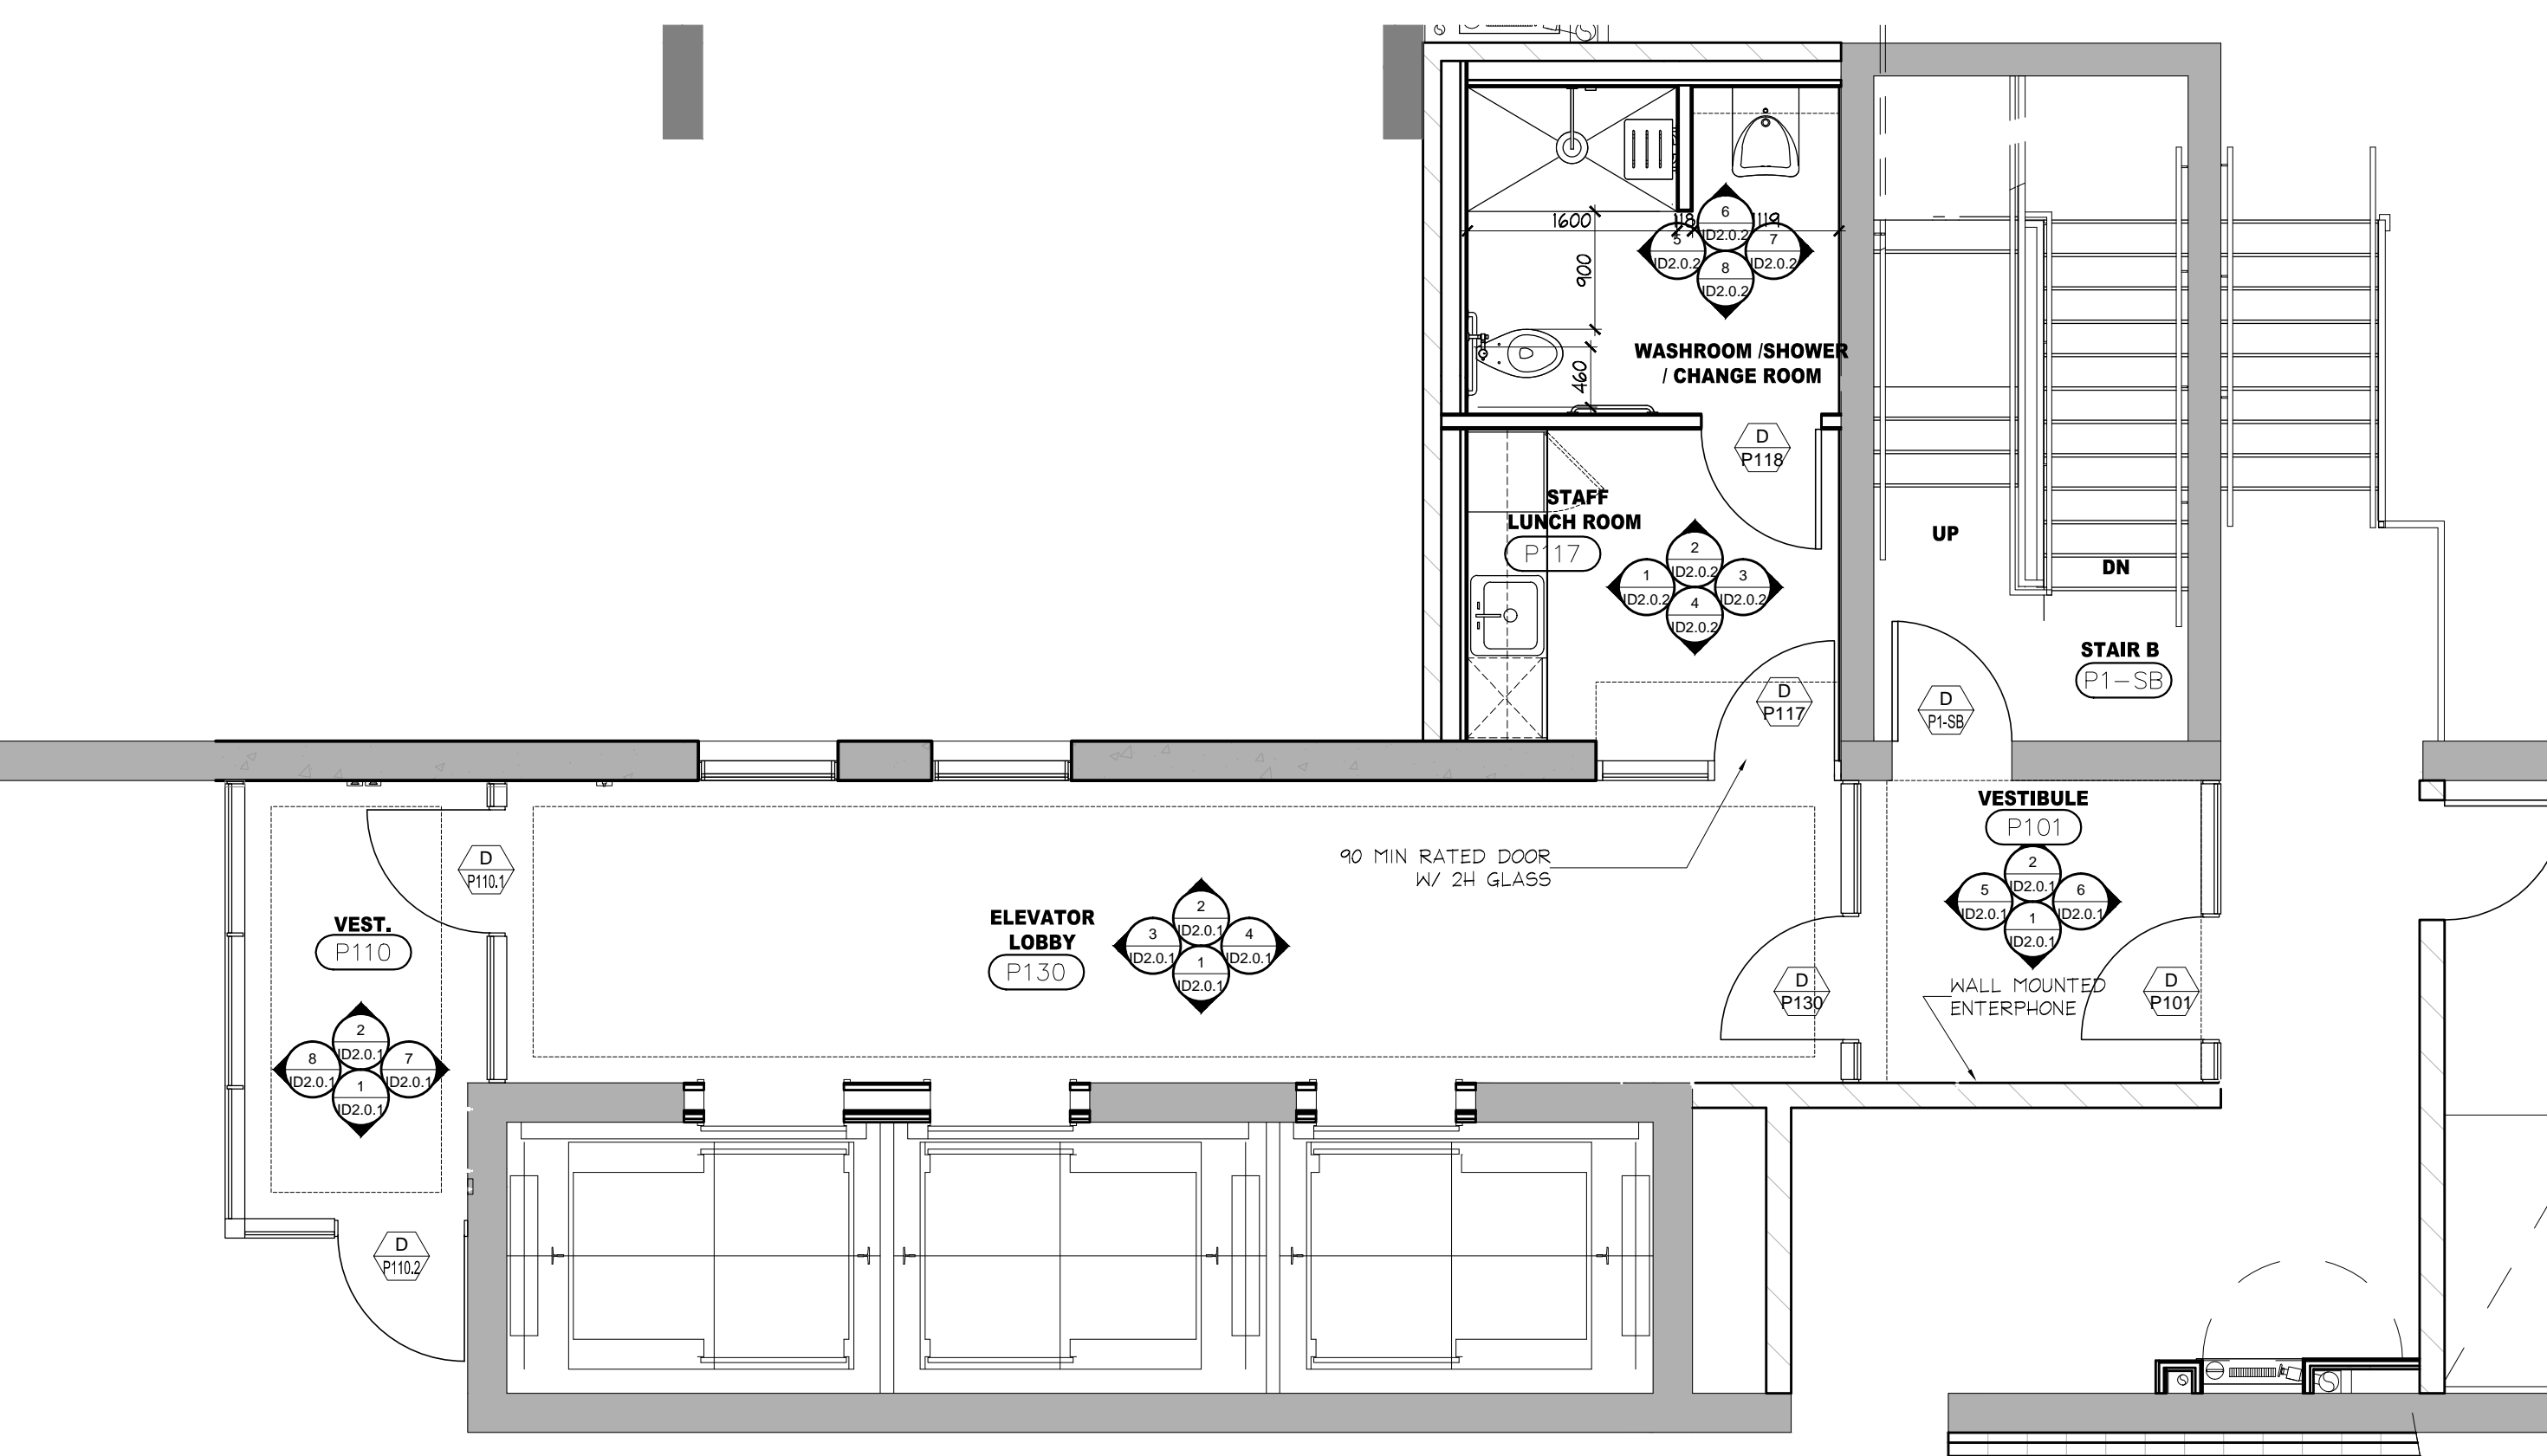 1600
118
1119
6
ID2.0.2
5
ID2.0.2
7
ID2.0.2
8
ID2.0.2
900
460
WASHROOM /SHOWER
/ CHANGE ROOM
D
P118
STAFF
LUNCH ROOM
P117
2
ID2.0.2
1
ID2.0.2
3
ID2.0.2
4
ID2.0.2
UP
DN
STAIR B
P1-SB
D
P117
D
P1-SB
VESTIBULE
P101
2
ID2.0.1
5
ID2.0.1
6
ID2.0.1
1
ID2.0.1
90 MIN RATED DOOR
W/ 2H GLASS
D
P110.1
VEST.
P110
ELEVATOR
LOBBY
P130
2
ID2.0.1
3
ID2.0.1
4
ID2.0.1
1
ID2.0.1
D
P130
WALL MOUNTED
ENTERPHONE
D
P101
2
ID2.0.1
8
ID2.0.1
7
ID2.0.1
1
ID2.0.1
D
P110.2